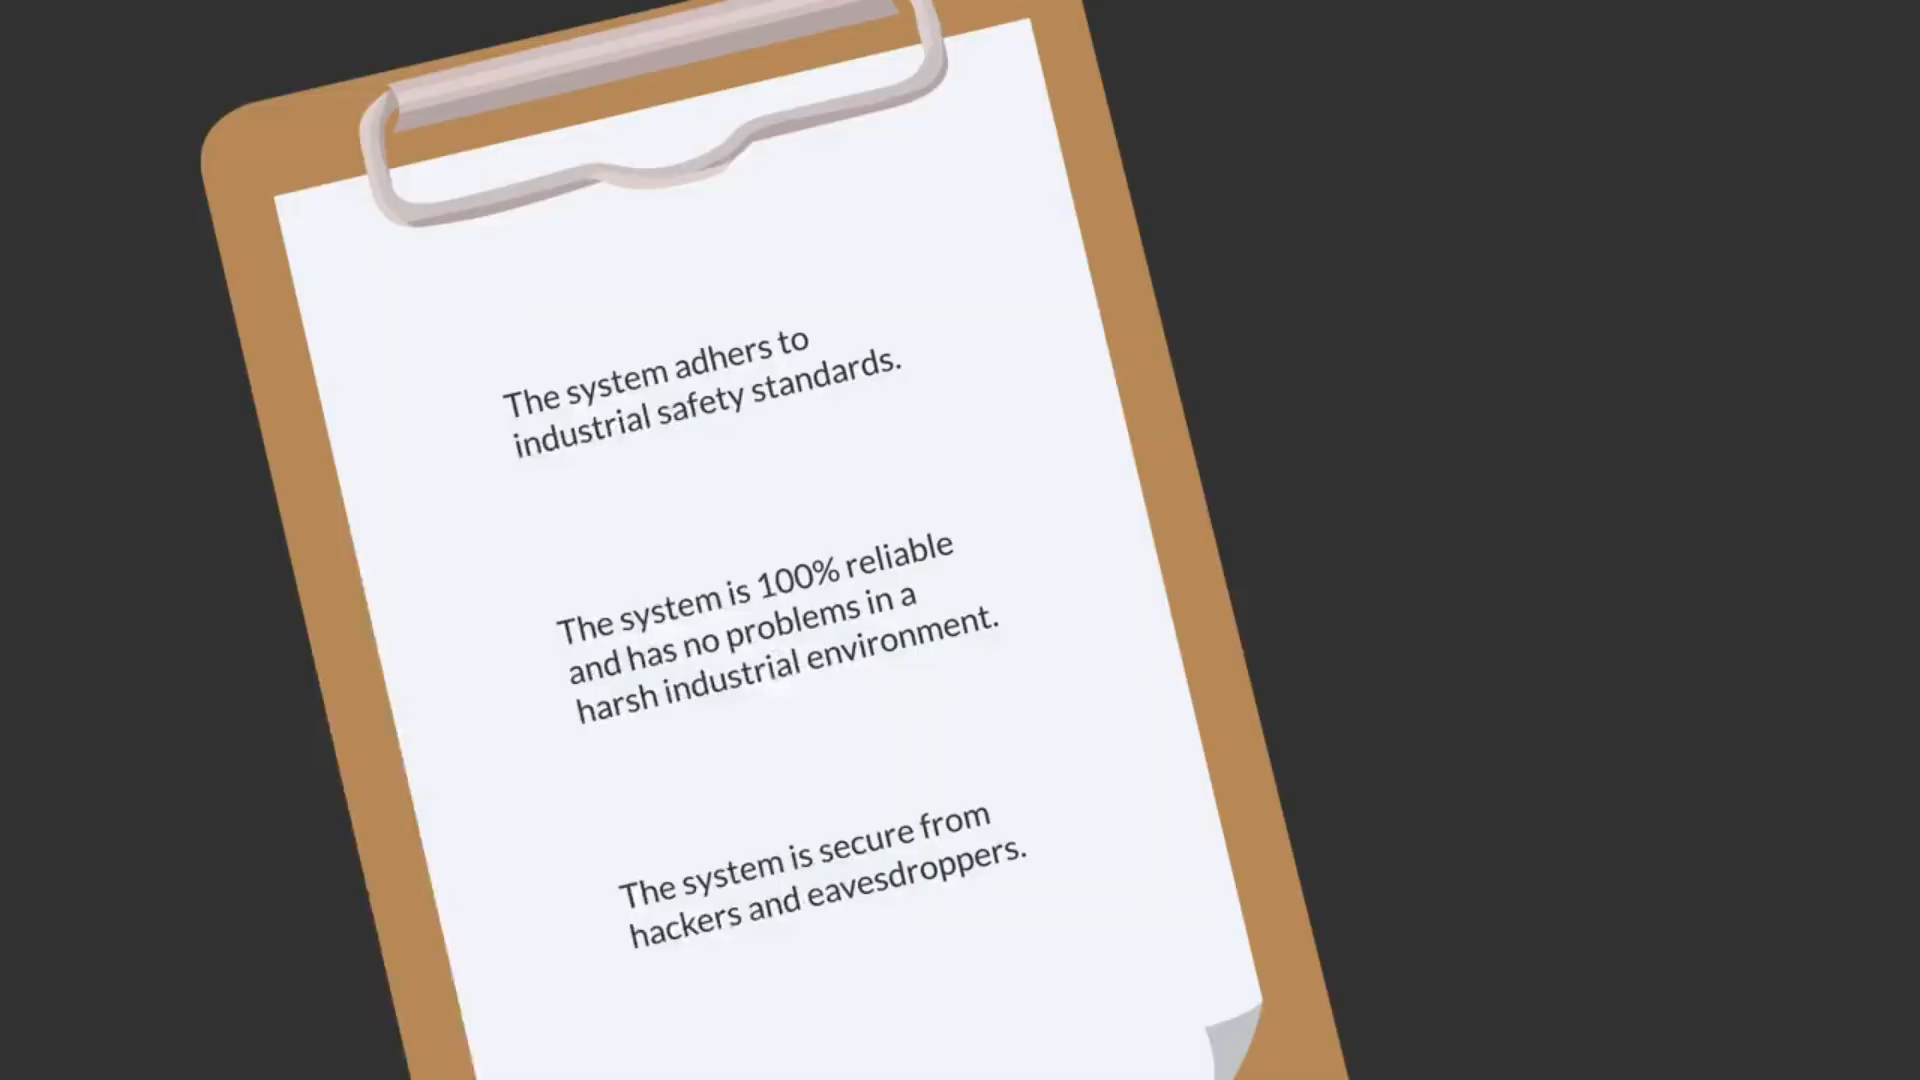 The system adhers to
industrial safety standards.
The system is 100% reliable
and has no problems in a
harsh industrial environment.
The system is secure from
hackers and eavesdroppers.